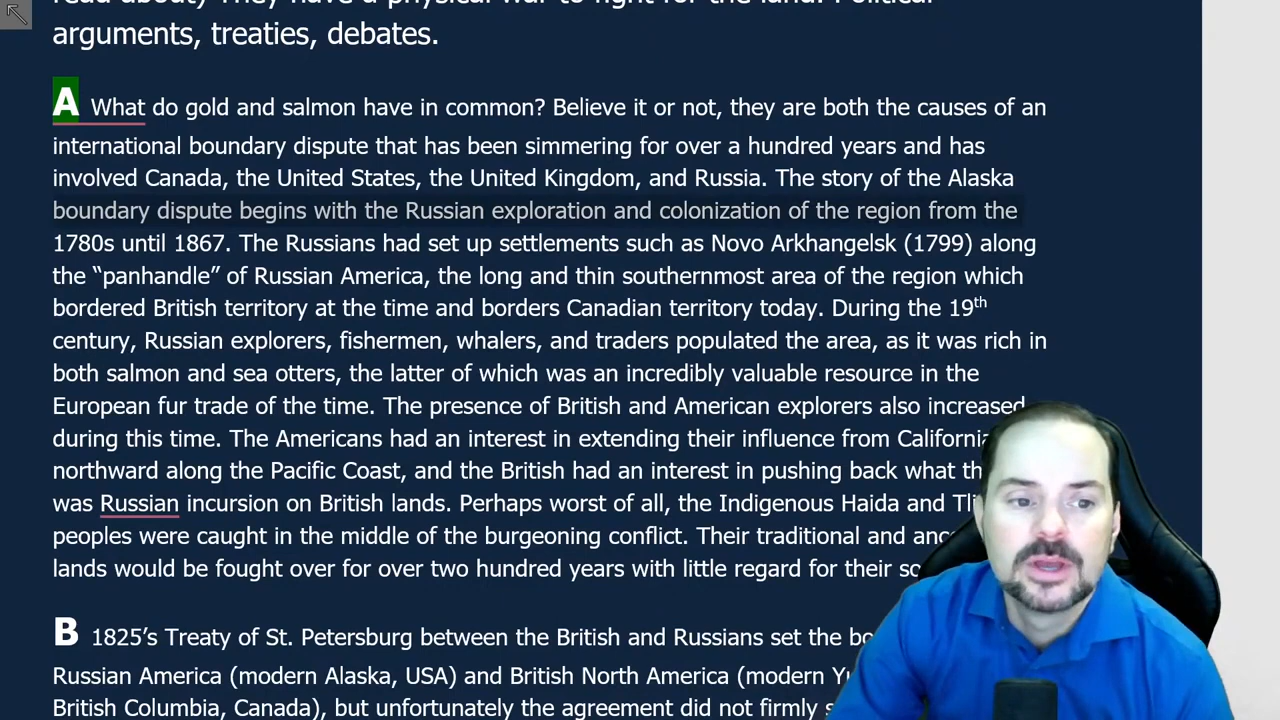 read about) They have a physical war to fight for the land. Political
arguments, treaties, debates.
A What do gold and salmon have in common? Believe it or not, they are both the causes of an
international boundary dispute that has been simmering for over a hundred years and has
involved Canada, the United States, the United Kingdom, and Russia. The story of the Alaska
boundary dispute begins with the Russian exploration and colonization of the region from the
1780s until 1867. The Russians had set up settlements such as Novo Arkhangelsk (1799) along
the “panhandle” of Russian America, the long and thin southernmost area of the region which
bordered British territory at the time and borders Canadian territory today. During the 19th
century, Russian explorers, fishermen, whalers, and traders populated the area, as it was rich in
both salmon and sea otters, the latter of which was an incredibly valuable resource in the
European fur trade of the time. The presence of British and American explorers also increased
during this time. The Americans had an interest in extending their influence from California
northward along the Pacific Coast, and the British had an interest in pushing back what
was Russian incursion on British lands. Perhaps worst of all, the Indigenous Haida and
peoples were caught in the middle of the burgeoning conflict. Their traditional and
lands would be fought over for over two hundred years with little regard for their
B 1825’s Treaty of St. Petersburg between the British and Russians set the
Russian America (modern Alaska, USA) and British North America (modern
British Columbia, Canada), but unfortunately the agreement did not firmly